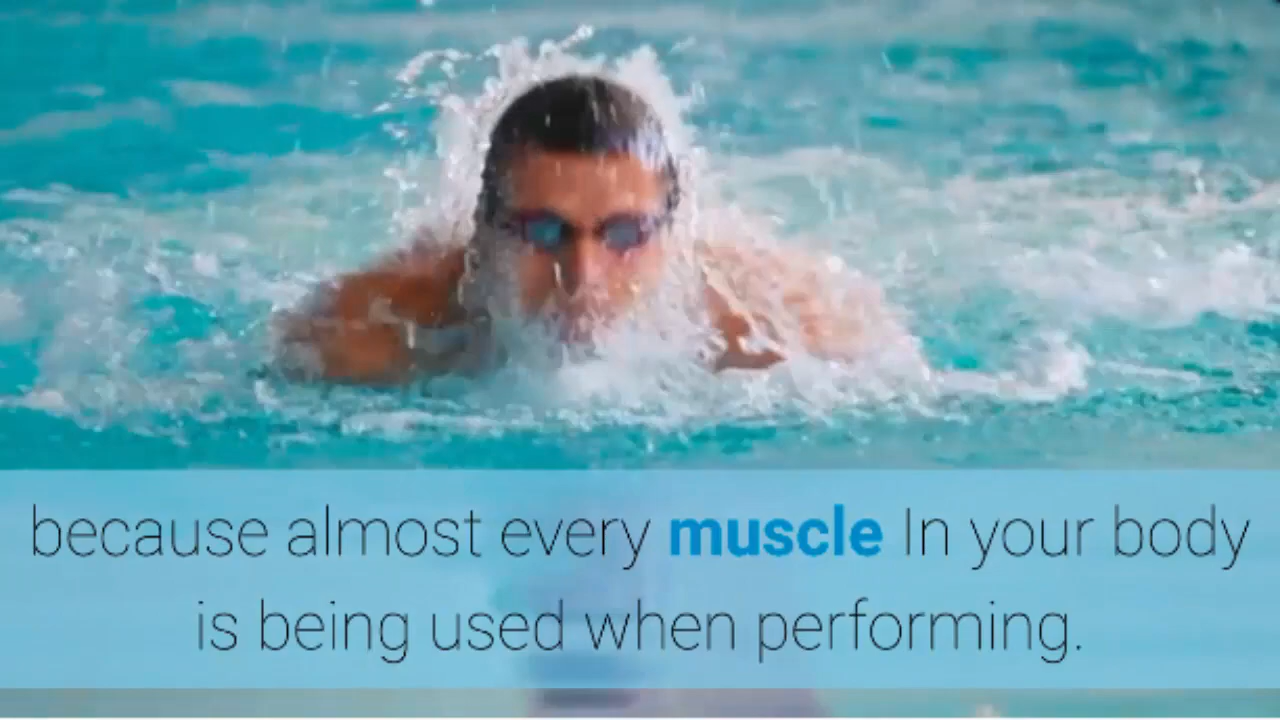 because almost every muscle In your body
is being used when performing.